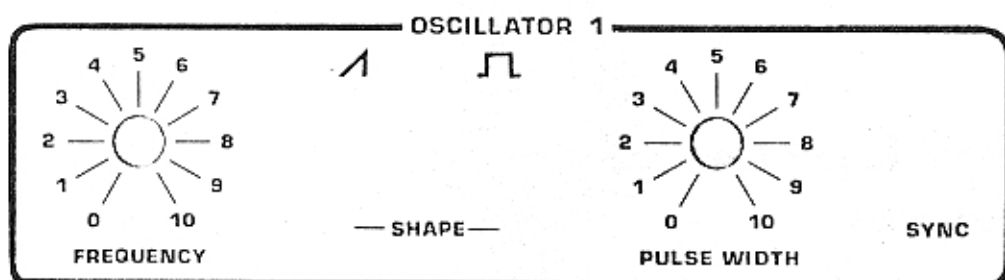 OSCILLATOR 1
5 5
4 6 4 6
3 7 3 7
2 8 2 8
1 9 1 9
0 10 0 10
SHAPE SYNC
FREQUENCY PULSE WIDTH